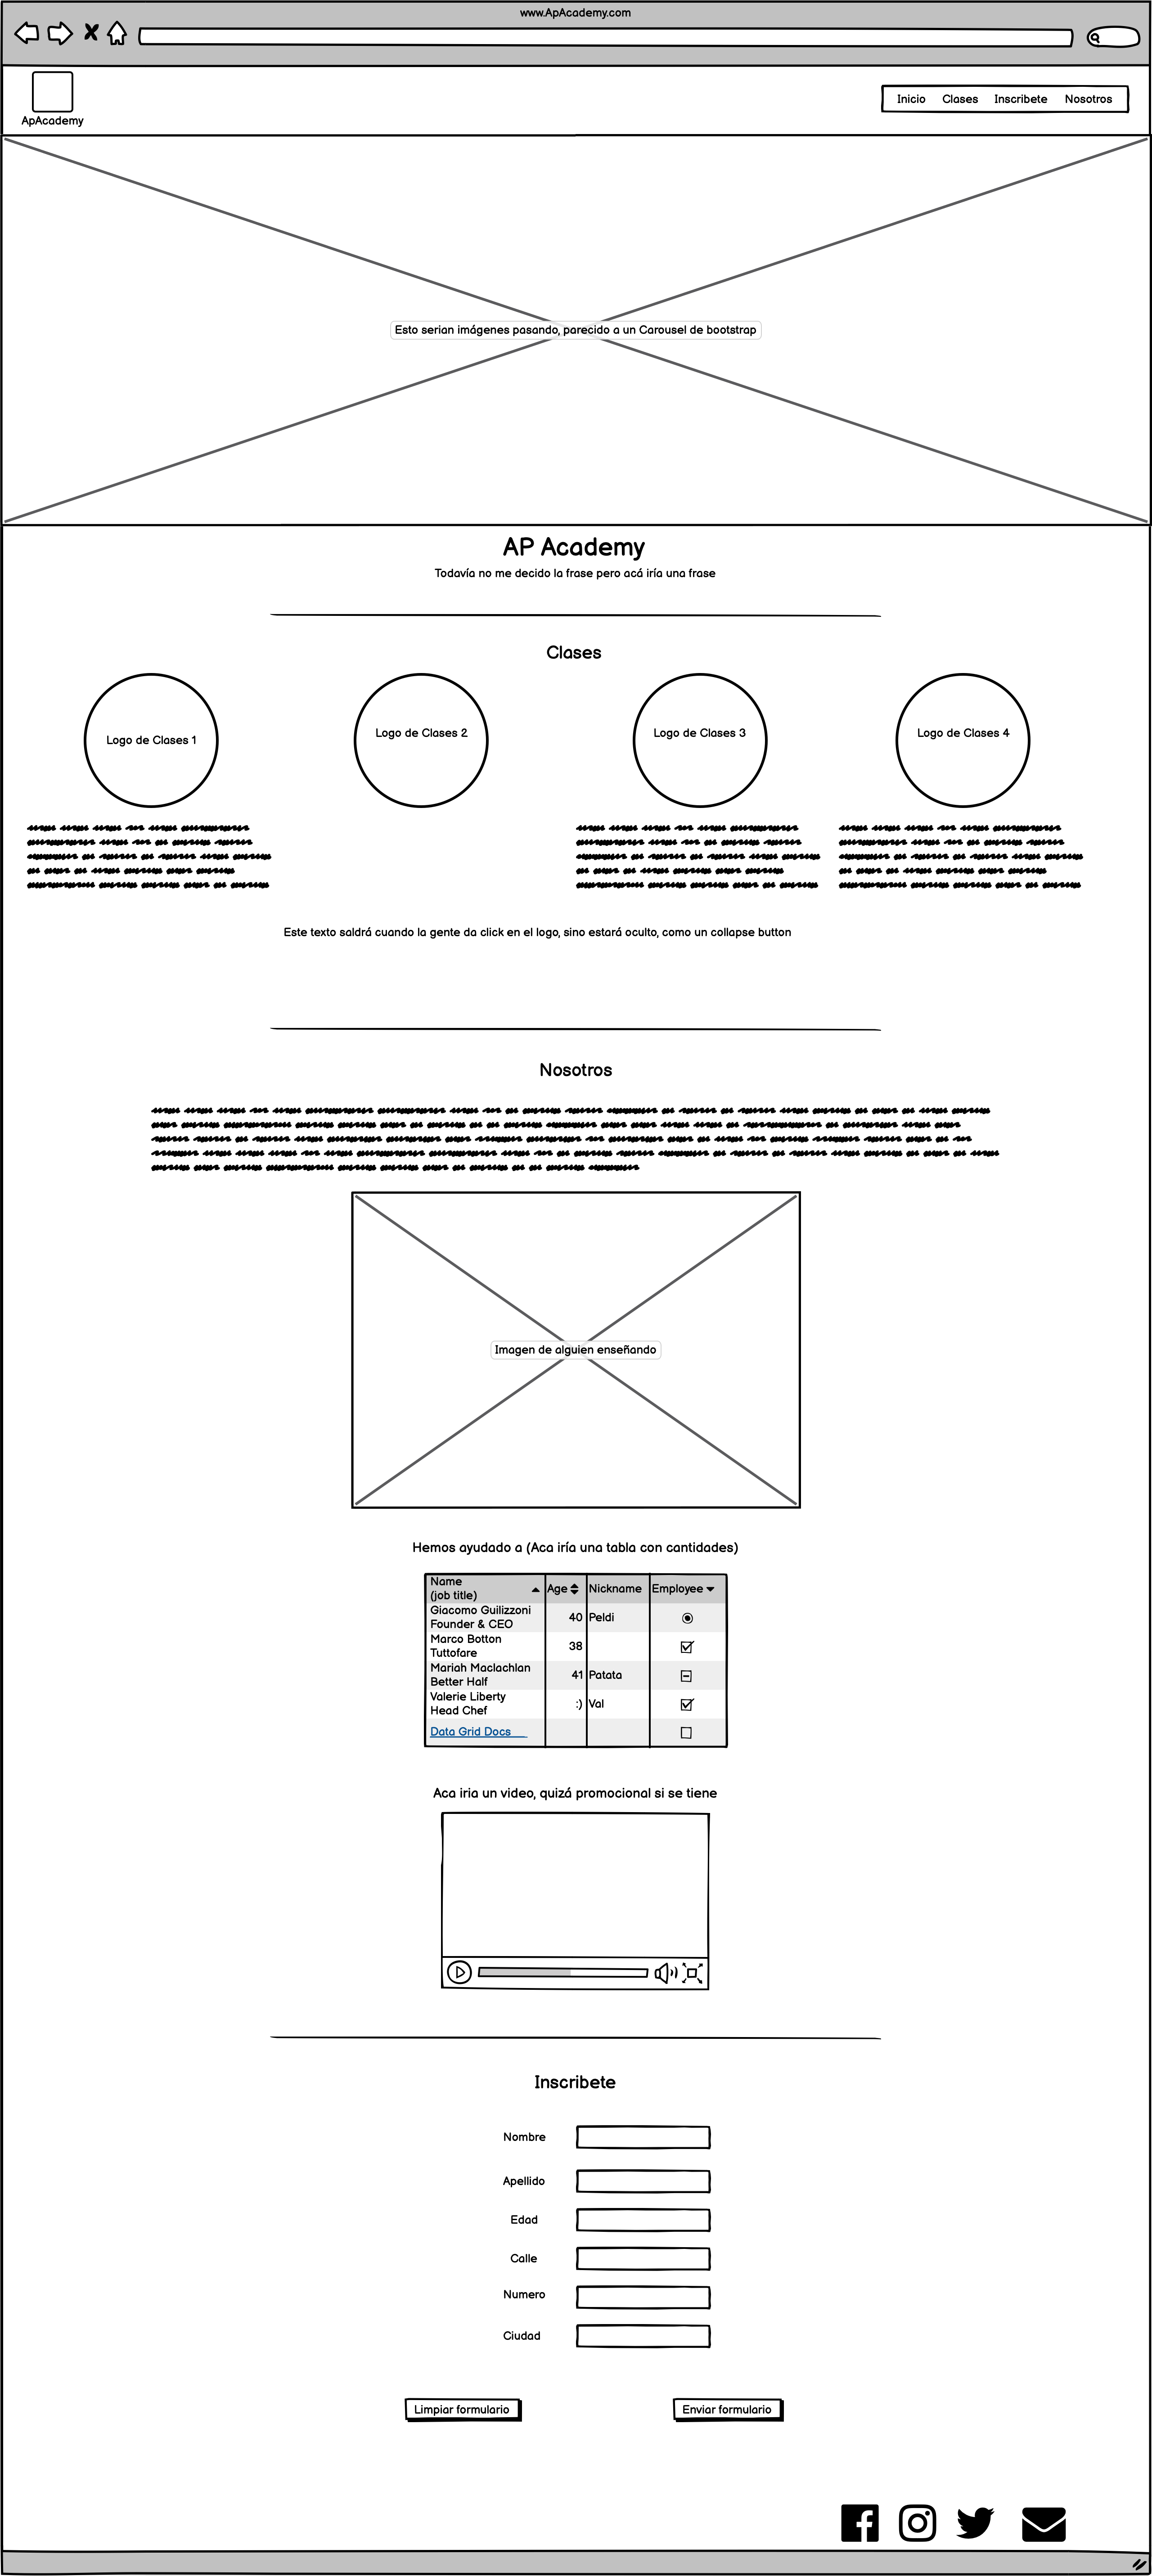 www.ApAcademy.com
ApAcademy
Inicio Clases Inscribete Nosotros
Esto serian imágenes pasando, parecido a un Carousel de bootstrap
AP Academy
Todavía no me decido la frase pero acá iría una frase
Clases
Logo de Clases 1
Logo de Clases 2
Logo de Clases 3
Logo de Clases 4
Este texto saldrá cuando la gente da click en el logo, sino estará oculto, como un collapse button
Nosotros
Imagen de alguien enseñando
Hemos ayudado a (Aca iría una tabla con cantidades)
Name
(job title) Age Nickname Employee
Giacomo Guilizzoni
Founder & CEO 40 Peldi
Marco Botton
Tuttofare 38
Mariah Maclachlan
Better Half 41 Patata
Valerie Liberty
Head Chef :) Val
Data Grid Docs
Aca iria un video, quizá promocional si se tiene
Inscribete
Nombre
Apellido
Edad
Calle
Numero
Ciudad
Limpiar formulario Enviar formulario